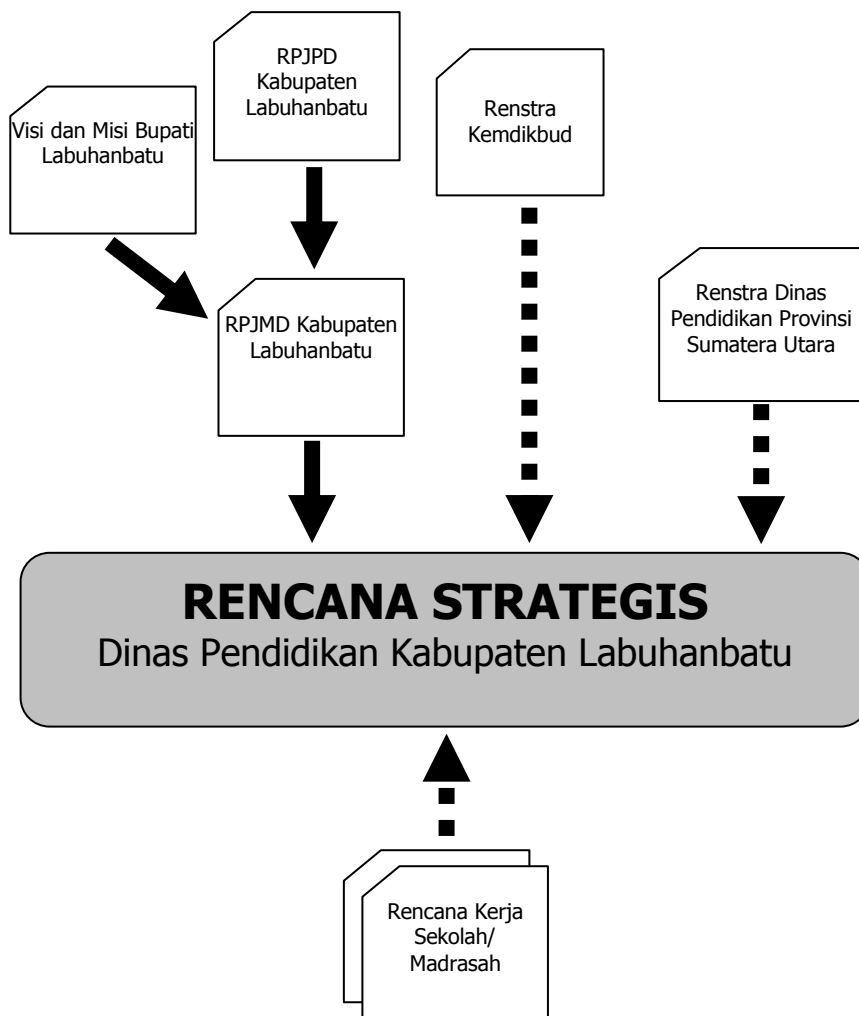 RPJPD
Kabupaten
Labuhanbatu
Visi dan Misi Bupati
Labuhanbatu
Renstra
Kemdikbud
RPJMD Kabupaten
Labuhanbatu
Renstra Dinas
Pendidikan Provinsi
Sumatera Utara
RENCANA STRATEGIS
Dinas Pendidikan Kabupaten Labuhanbatu
Rencana Kerja
Sekolah/
Madrasah